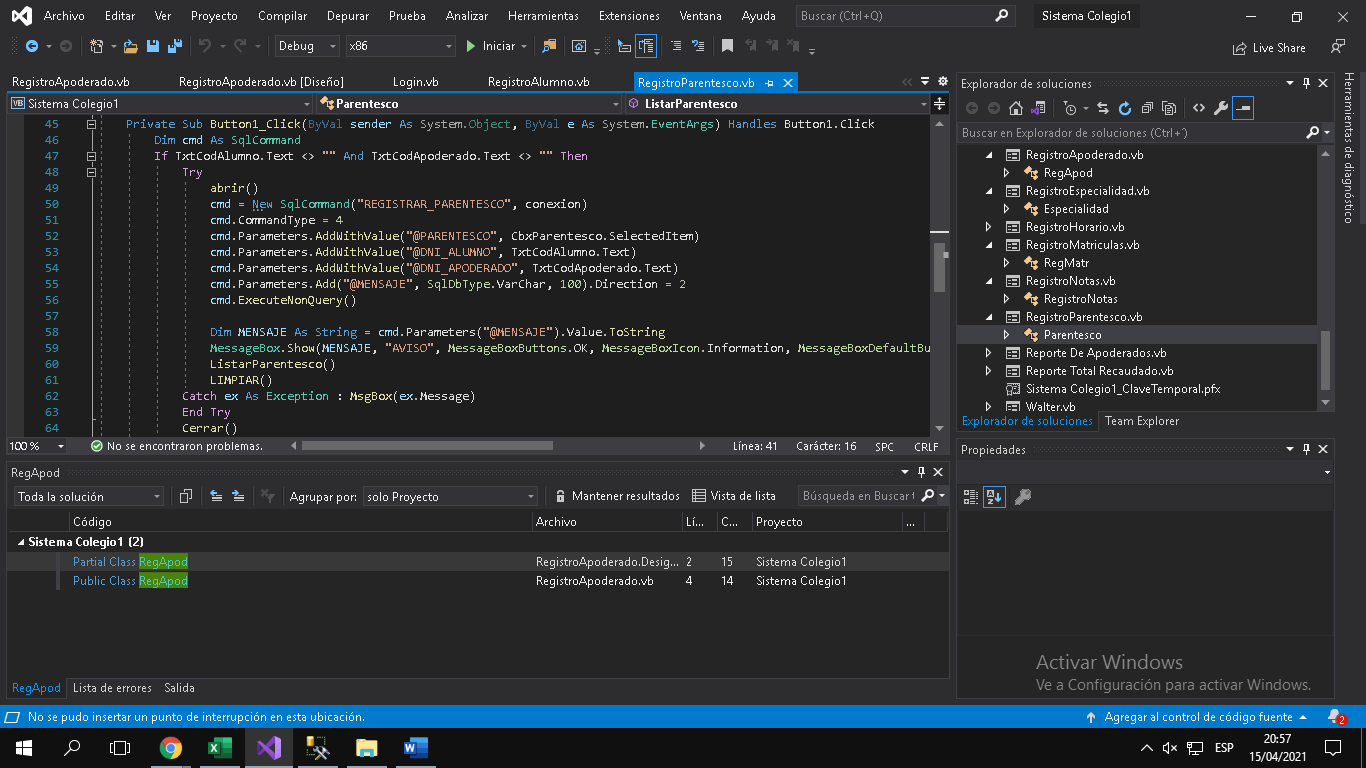 Archivo Editar Ver Proyecto Compilar Depurar Prueba Analizar Herramientas Extensiones Ventana Ayuda Buscar (Ctrl+Q) Sistema Colegio1
Debug x86 Iniciar Live Share
RegistroApoderado.vb RegistroApoderado.vb [Diseño] Login.vb RegistroAlumno.vb RegistroParentesco.vb
Sistema Colegio1 Parentesco ListarParentesco
45 Private Sub Button1_Click(ByVal sender As System.Object, ByVal e As System.EventArgs) Handles Button1.Click
46 Dim cmd As SqlCommand
47 If TxtCodAlumno.Text <> "" And TxtCodApoderado.Text <> "" Then
48 Try
49 abrir()
50 cmd = New SqlCommand("REGISTRAR_PARENTESCO", conexion)
51 cmd.CommandType = 4
52 cmd.Parameters.AddWithValue("@PARENTESCO", CbxParentesco.SelectedItem)
53 cmd.Parameters.AddWithValue("@DNI_ALUMNO", TxtCodAlumno.Text)
54 cmd.Parameters.AddWithValue("@DNI_APODERADO", TxtCodApoderado.Text)
55 cmd.Parameters.Add("@MENSAJE", SqlDbType.VarChar, 100).Direction = 2
56 cmd.ExecuteNonQuery()
57
58 Dim MENSAJE As String = cmd.Parameters("@MENSAJE").Value.ToString
59 MessageBox.Show(MENSAJE, "AVISO", MessageBoxButtons.OK, MessageBoxIcon.Information, MessageBoxDefaultBu
60 ListarParentesco()
61 LIMPIAR()
62 Catch ex As Exception : MsgBox(ex.Message)
63 End Try
64 Cerrar()
100 % No se encontraron problemas. Línea: 41 Carácter: 16 SPC CRLF
RegApod
Toda la solución Agrupar por: solo Proyecto Mantener resultados Vista de lista Búsqueda en Buscar
Código Archivo Lí... C... Proyecto ...
Sistema Colegio1 (2)
Partial Class RegApod RegistroApoderado.Desig... 2 15 Sistema Colegio1
Public Class RegApod RegistroApoderado.vb 4 14 Sistema Colegio1
RegApod Lista de errores Salida
Explorador de soluciones
Buscar en Explorador de soluciones (Ctrl+´)
RegistroApoderado.vb
RegApod
RegistroEspecialidad.vb
Especialidad
RegistroHorario.vb
RegistroMatriculas.vb
RegMatr
RegistroNotas.vb
RegistroNotas
RegistroParentesco.vb
Parentesco
Reporte De Apoderados.vb
Reporte Total Recaudado.vb
Sistema Colegio1_ClaveTemporal.pfx
Walter.vb
Explorador de soluciones Team Explorer
Propiedades
Herramientas de diagnóstico
Activar Windows
Ve a Configuración para activar Windows.
No se pudo insertar un punto de interrupción en esta ubicación. Agregar al control de código fuente 2
ESP 20:57
15/04/2021